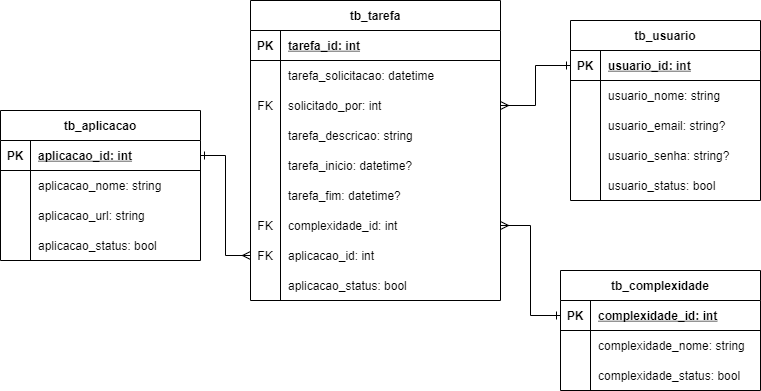 tb_tarefa
PK tarefa_id: int
tarefa_solicitacao: datetime
FK solicitado_por: int
tarefa_descricao: string
tarefa_inicio: datetime?
tarefa_fim: datetime?
FK complexidade_id: int
FK aplicacao_id: int
aplicacao_status: bool
tb_usuario
PK usuario_id: int
usuario_nome: string
usuario_email: string?
usuario_senha: string?
usuario_status: bool
tb_aplicacao
PK aplicacao_id: int
aplicacao_nome: string
aplicacao_url: string
aplicacao_status: bool
tb_complexidade
PK complexidade_id: int
complexidade_nome: string
complexidade_status: bool